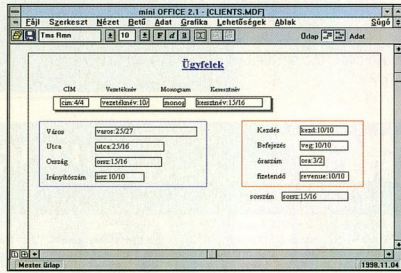 mini OFFICE 2.1 - [CLIENTS.MDF]
Fájl Szerkeszt Nézet Betű Adat Grafika Lehetőségek Ablak Súgó
Tms Rmn 10 F d a Űrlap Adat
Ügyfelek
CÍM Vezetéknév Monogram Keresztnév
cim:4/4 vezetéknév:10/ monog keresztnév:15/16
Város varos:25/27
Utca utca:25/16
Ország orsz:15/16
Irányítószám irsz:10/10
Kezdés kezd:10/10
Befejezés veg:10/10
óraszám ora:3/2
fizetendő revenue:10/10
sorszám sorsz:15/16
Mester űrlap 1998.11.04